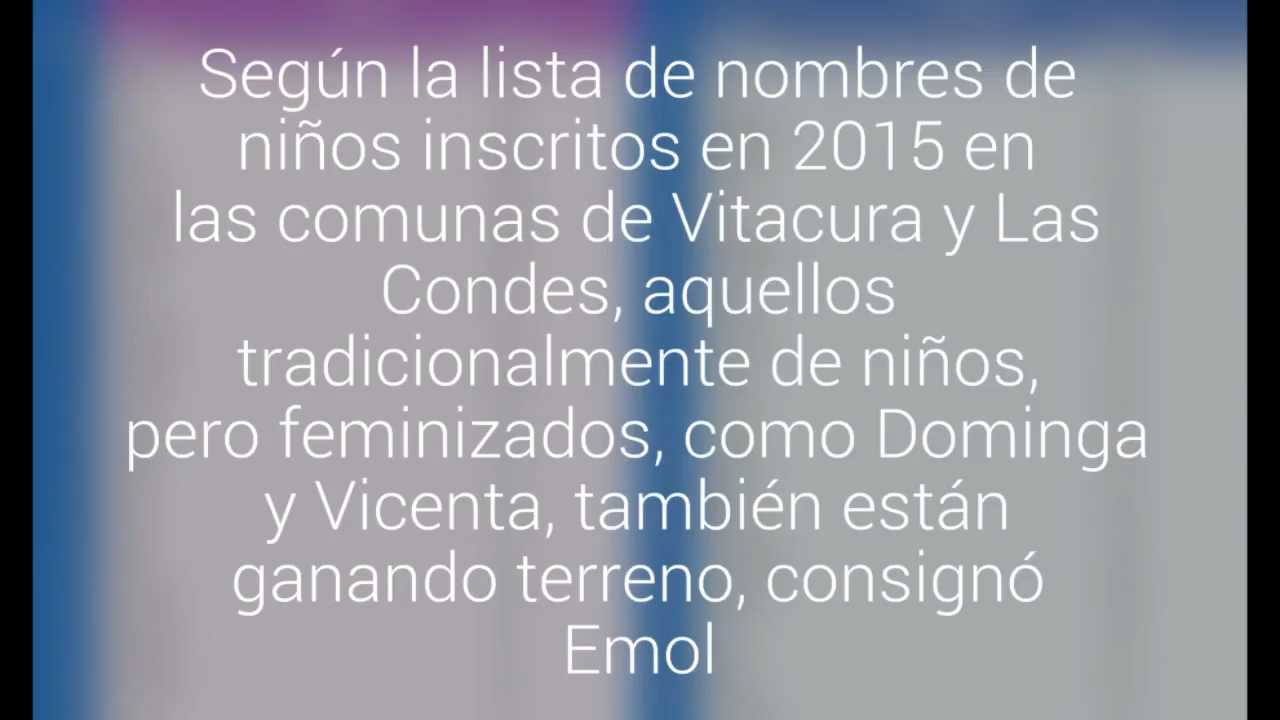 Según la lista de nombres de
niños inscritos en 2015 en
las comunas de Vitacura y Las
Condes, aquellos
tradicionalmente de niños,
pero feminizados, como Dominga
y Vicenta, también están
ganando terreno, consignó
Emol